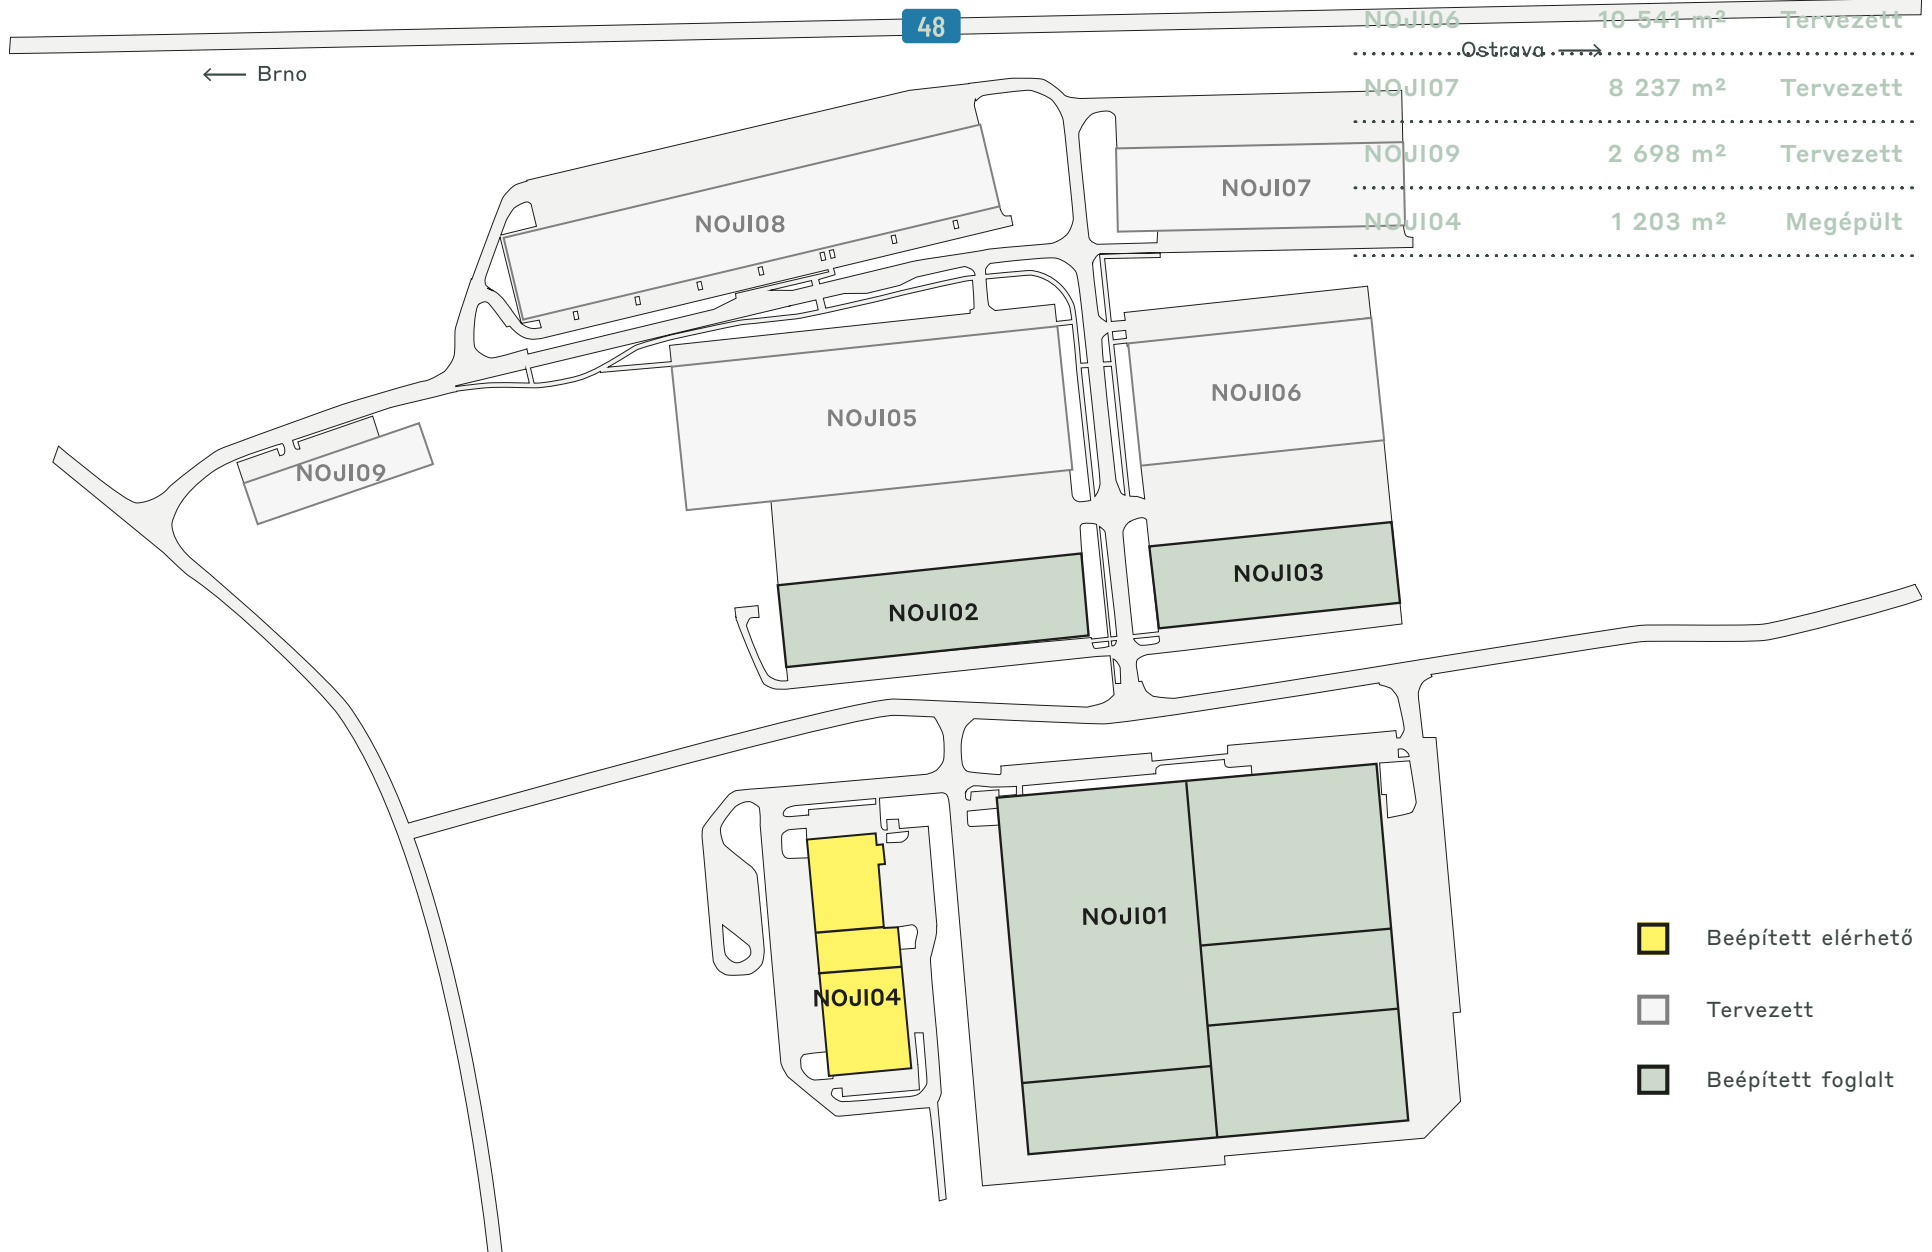 NOJI06 10 541 m² Tervezett
48
Ostrava →
← Brno
NOJI07 8 237 m² Tervezett
NOJI09 2 698 m² Tervezett
NOJI07
NOJI04 1 203 m² Megépült
NOJI08
NOJI06
NOJI05
NOJI09
NOJI03
NOJI02
NOJI01
NOJI04
Beépített elérhető
Tervezett
Beépített foglalt